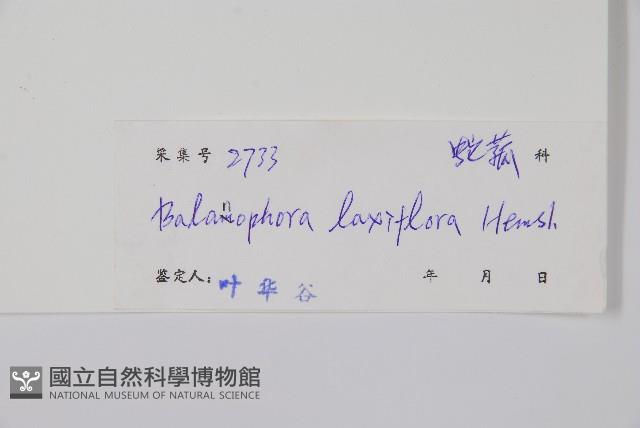 采集号 2733 蛇菰 科
Balanophora laxiflora Hemsl.
鉴定人： 叶华谷 年 月 日
國立自然科學博物館
NATIONAL MUSEUM OF NATURAL SCIENCE